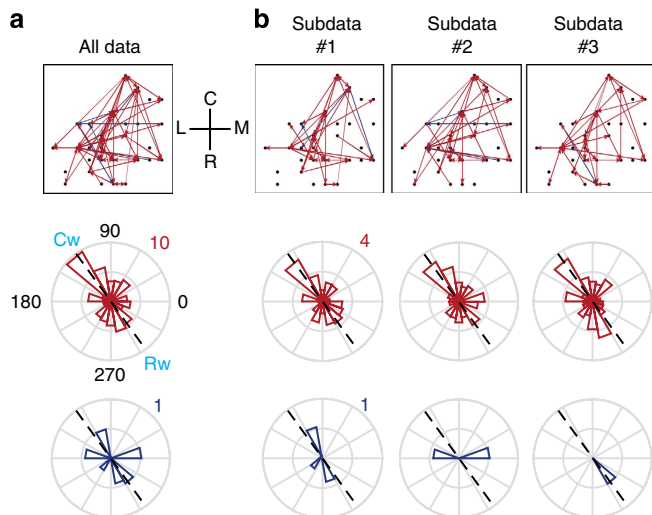 a
b
All data
Subdata
#1
Subdata
#2
Subdata
#3
C
L
M
R
Cw
90
10
180
0
Rw
270
4
1
1